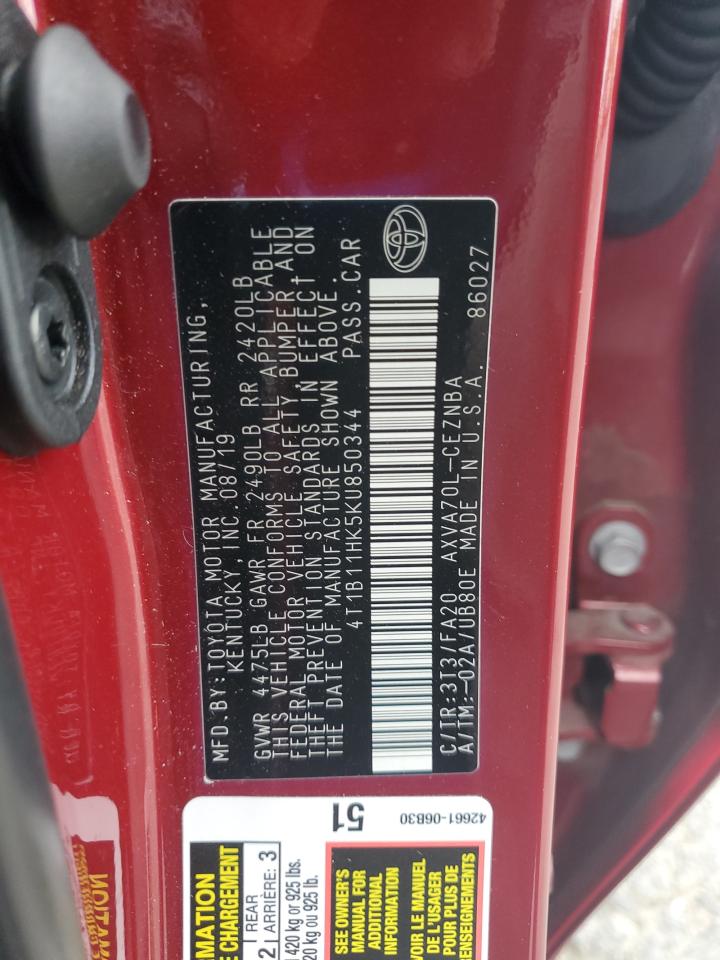 MFD.BY:TOYOTA MOTOR MANUFACTURING,
KENTUCKY, INC.08/19
GVWR 4475LB GAWR FR 2490LB RR 2420LB
THIS VEHICLE CONFORMS TO ALL APPLICABLE
FEDERAL MOTOR VEHICLE SAFETY, BUMPER, AND
THEFT PREVENTION STANDARDS IN EFFECT ON
THE DATE OF MANUFACTURE SHOWN ABOVE.
4T1B11HK5KU850344 PASS.CAR
C/TR:3T3/FA20 AXVA70L-CEZNBA
A/TM:-02A/UB80E MADE IN U.S.A. 86027
RMATION
E CHARGEMENT
2 REAR
ARRIÈRE: 3
420 kg or 925 lbs.
20 kg ou 925 lb.
51
42661-06B30
SEE OWNER'S
MANUAL FOR
ADDITIONAL
INFORMATION
VOIR LE MANUEL
DE L'USAGER
POUR PLUS DE
RENSEIGNEMENTS